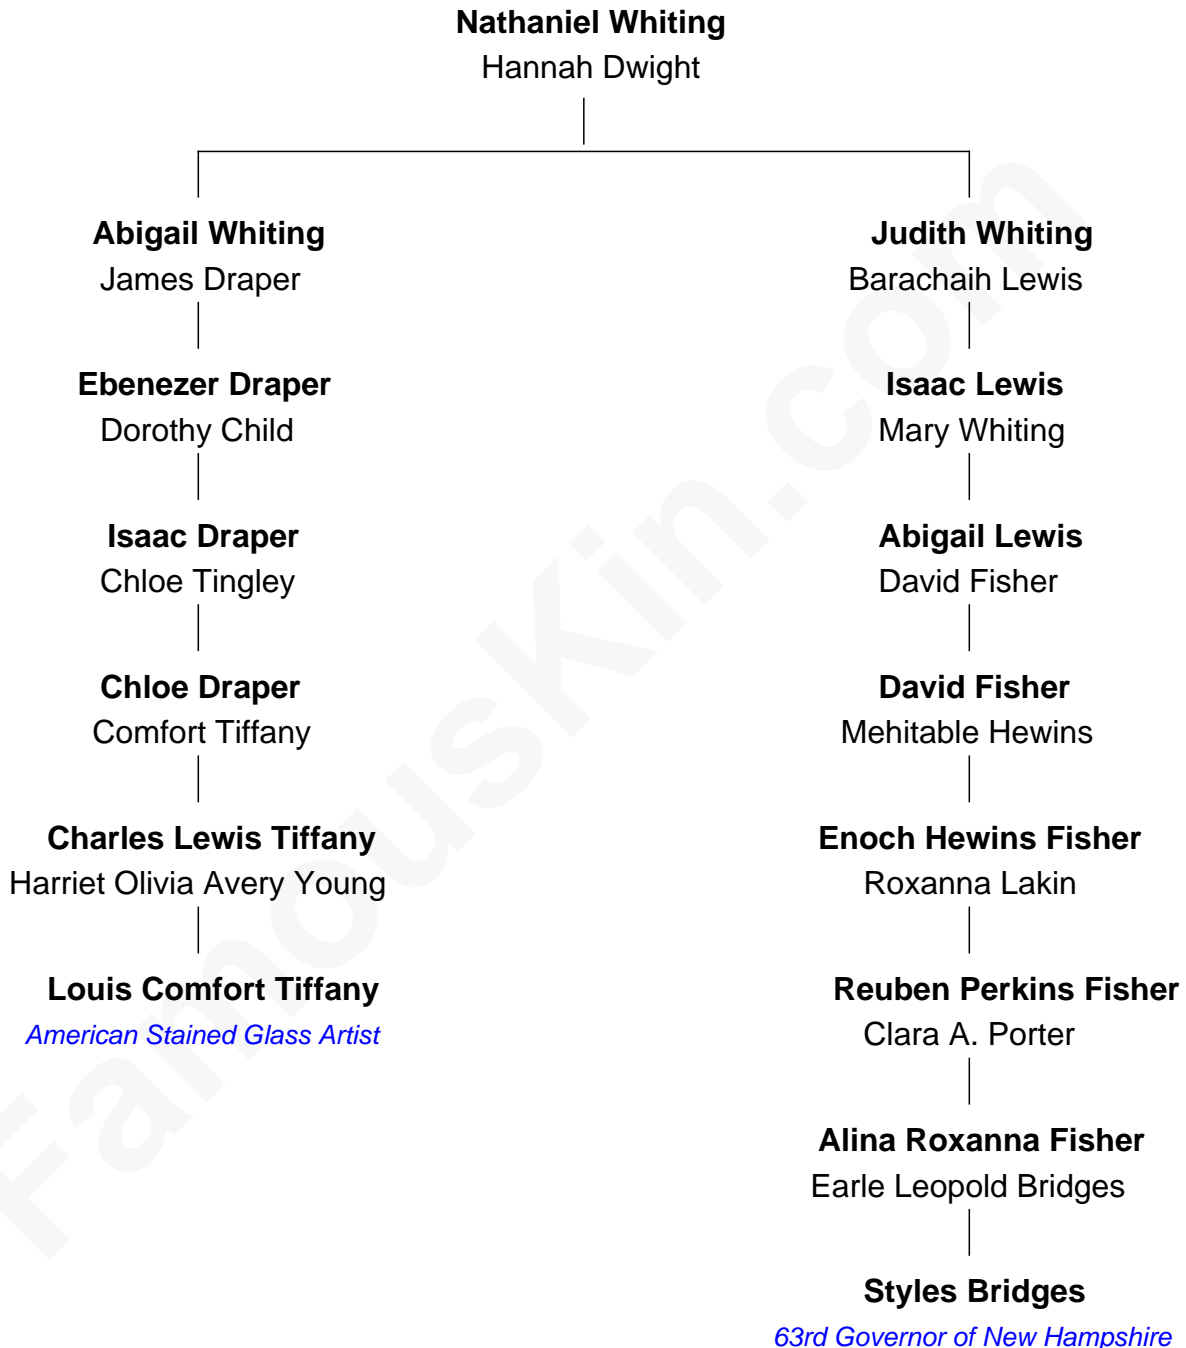 Nathaniel Whiting
Hannah Dwight
Abigail Whiting
James Draper
Judith Whiting
Barachaih Lewis
Ebenezer Draper
Dorothy Child
Isaac Lewis
Mary Whiting
Isaac Draper
Chloe Tingley
Abigail Lewis
David Fisher
Chloe Draper
Comfort Tiffany
David Fisher
Mehitable Hewins
Charles Lewis Tiffany
Harriet Olivia Avery Young
Enoch Hewins Fisher
Roxanna Lakin
Louis Comfort Tiffany
American Stained Glass Artist
Reuben Perkins Fisher
Clara A. Porter
Alina Roxanna Fisher
Earle Leopold Bridges
Styles Bridges
63rd Governor of New Hampshire
FamousKin.com